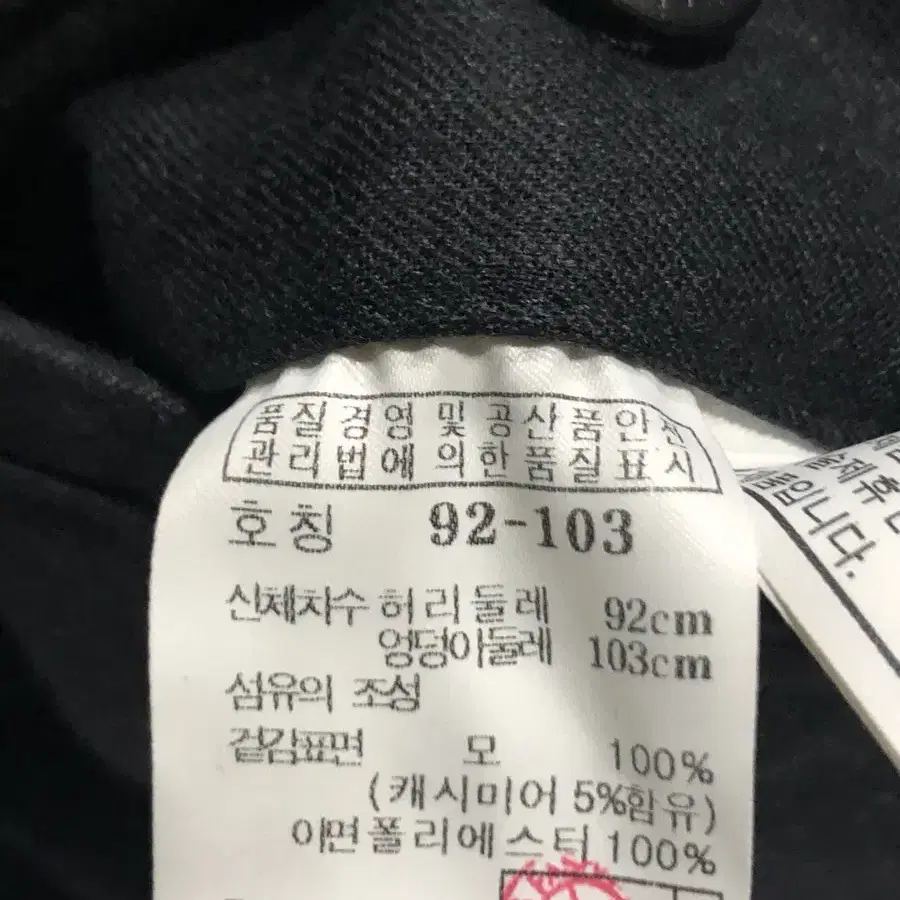 품질경영 및 공산품안전
관리법에 의한 품질표시
호칭 92-103
신체치수 허리둘레 92cm
엉덩이둘레 103cm
섬유의 조성
겉감표면 모 100%
(캐시미어 5%함유)
이면 폴리에스터 100%
입니다.